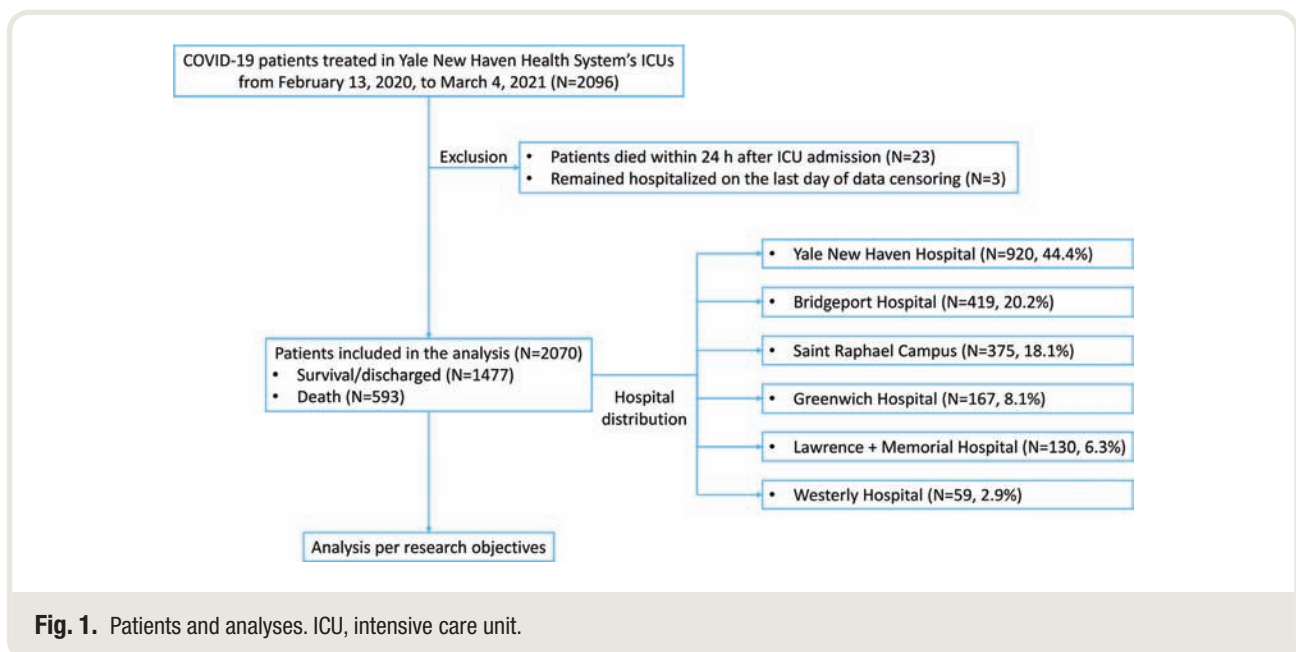 COVID-19 patients treated in Yale New Haven Health System's ICUs
from February 13, 2020, to March 4, 2021 (N=2096)
Exclusion
• Patients died within 24 h after ICU admission (N=23)
• Remained hospitalized on the last day of data censoring (N=3)
Patients included in the analysis (N=2070)
• Survival/discharged (N=1477)
• Death (N=593)
Hospital
distribution
• Yale New Haven Hospital (N=920, 44.4%)
• Bridgeport Hospital (N=419, 20.2%)
• Saint Raphael Campus (N=375, 18.1%)
• Greenwich Hospital (N=167, 8.1%)
• Lawrence + Memorial Hospital (N=130, 6.3%)
• Westerly Hospital (N=59, 2.9%)
Analysis per research objectives
Fig. 1. Patients and analyses. ICU, intensive care unit.